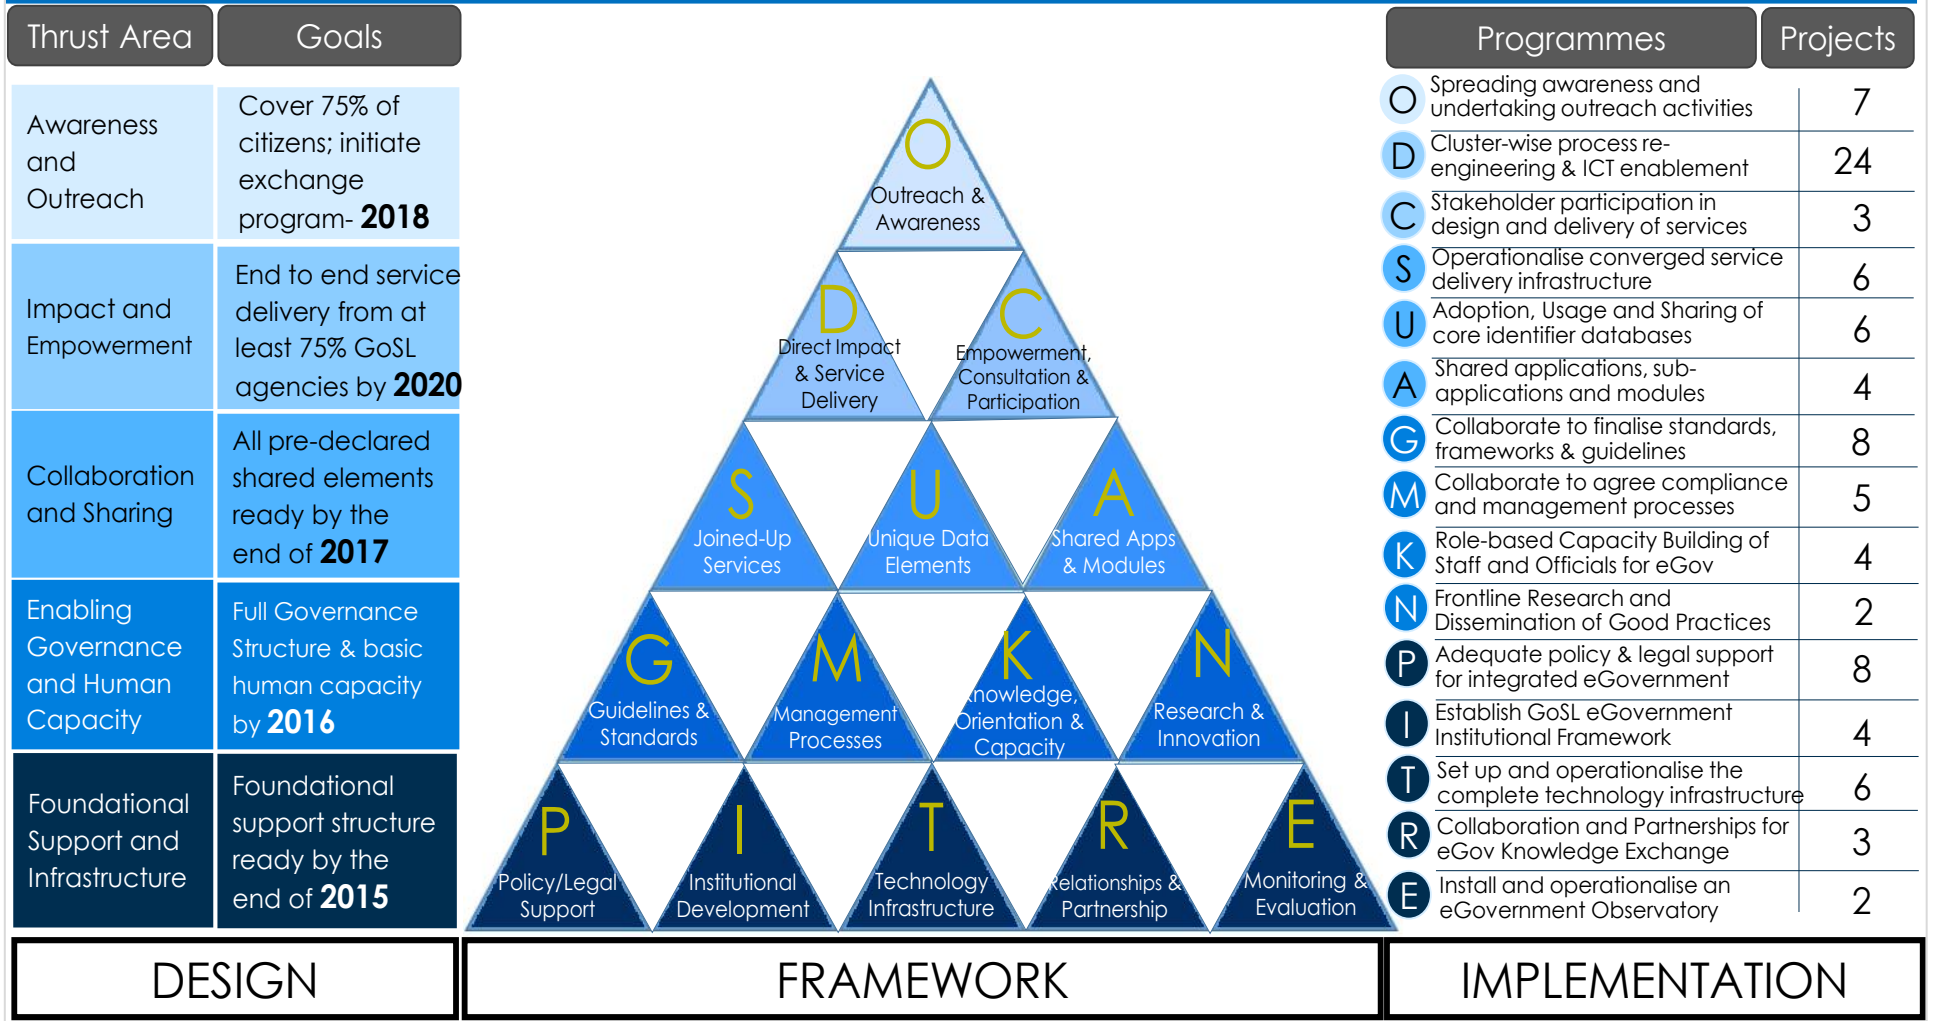 Thrust Area
Goals
Awareness
and
Outreach
Cover 75% of
citizens; initiate
exchange
program- 2018
Impact and
Empowerment
End to end service
delivery from at
least 75% GoSL
agencies by 2020
Collaboration
and Sharing
All pre-declared
shared elements
ready by the
end of 2017
Enabling
Governance
and Human
Capacity
Full Governance
Structure & basic
human capacity
by 2016
Foundational
Support and
Infrastructure
Foundational
support structure
ready by the
end of 2015
DESIGN
O
Outreach &
Awareness
D
Direct Impact
& Service
Delivery
C
Empowerment,
Consultation &
Participation
S
Joined-Up
Services
U
Unique Data
Elements
A
Shared Apps
& Modules
G
Guidelines &
Standards
M
Management
Processes
K
Knowledge,
Orientation &
Capacity
N
Research &
Innovation
P
Policy/Legal
Support
I
Institutional
Development
T
Technology
Infrastructure
R
Relationships &
Partnership
E
Monitoring &
Evaluation
FRAMEWORK
Programmes
Projects
O
Spreading awareness and
undertaking outreach activities
7
D
Cluster-wise process re-
engineering & ICT enablement
24
C
Stakeholder participation in
design and delivery of services
3
S
Operationalise converged service
delivery infrastructure
6
U
Adoption, Usage and Sharing of
core identifier databases
6
A
Shared applications, sub-
applications and modules
4
G
Collaborate to finalise standards,
frameworks & guidelines
8
M
Collaborate to agree compliance
and management processes
5
K
Role-based Capacity Building of
Staff and Officials for eGov
4
N
Frontline Research and
Dissemination of Good Practices
2
P
Adequate policy & legal support
for integrated eGovernment
8
I
Establish GoSL eGovernment
Institutional Framework
4
T
Set up and operationalise the
complete technology infrastructure
6
R
Collaboration and Partnerships for
eGov Knowledge Exchange
3
E
Install and operationalise an
eGovernment Observatory
2
IMPLEMENTATION